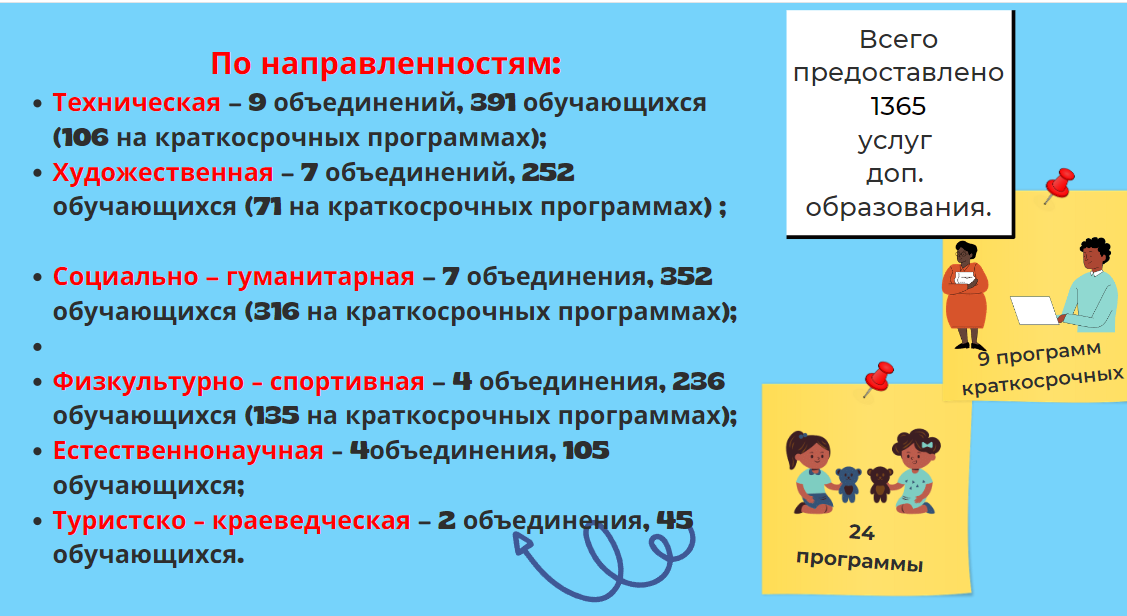 По направленностям:
Техническая – 9 объединений, 391 обучающихся
(106 на краткосрочных программах);
Художественная – 7 объединений, 252
обучающихся (71 на краткосрочных программах) ;
Социально – гуманитарная – 7 объединения, 352
обучающихся (316 на краткосрочных программах);
Физкультурно – спортивная – 4 объединения, 236
обучающихся (135 на краткосрочных программах);
Естественнонаучная – 4объединения, 105
обучающихся;
Туристско – краеведческая – 2 объединения, 45
обучающихся.
Всего
предоставлено
1365
услуг
доп.
образования.
9 программ
краткосрочных
24
программы